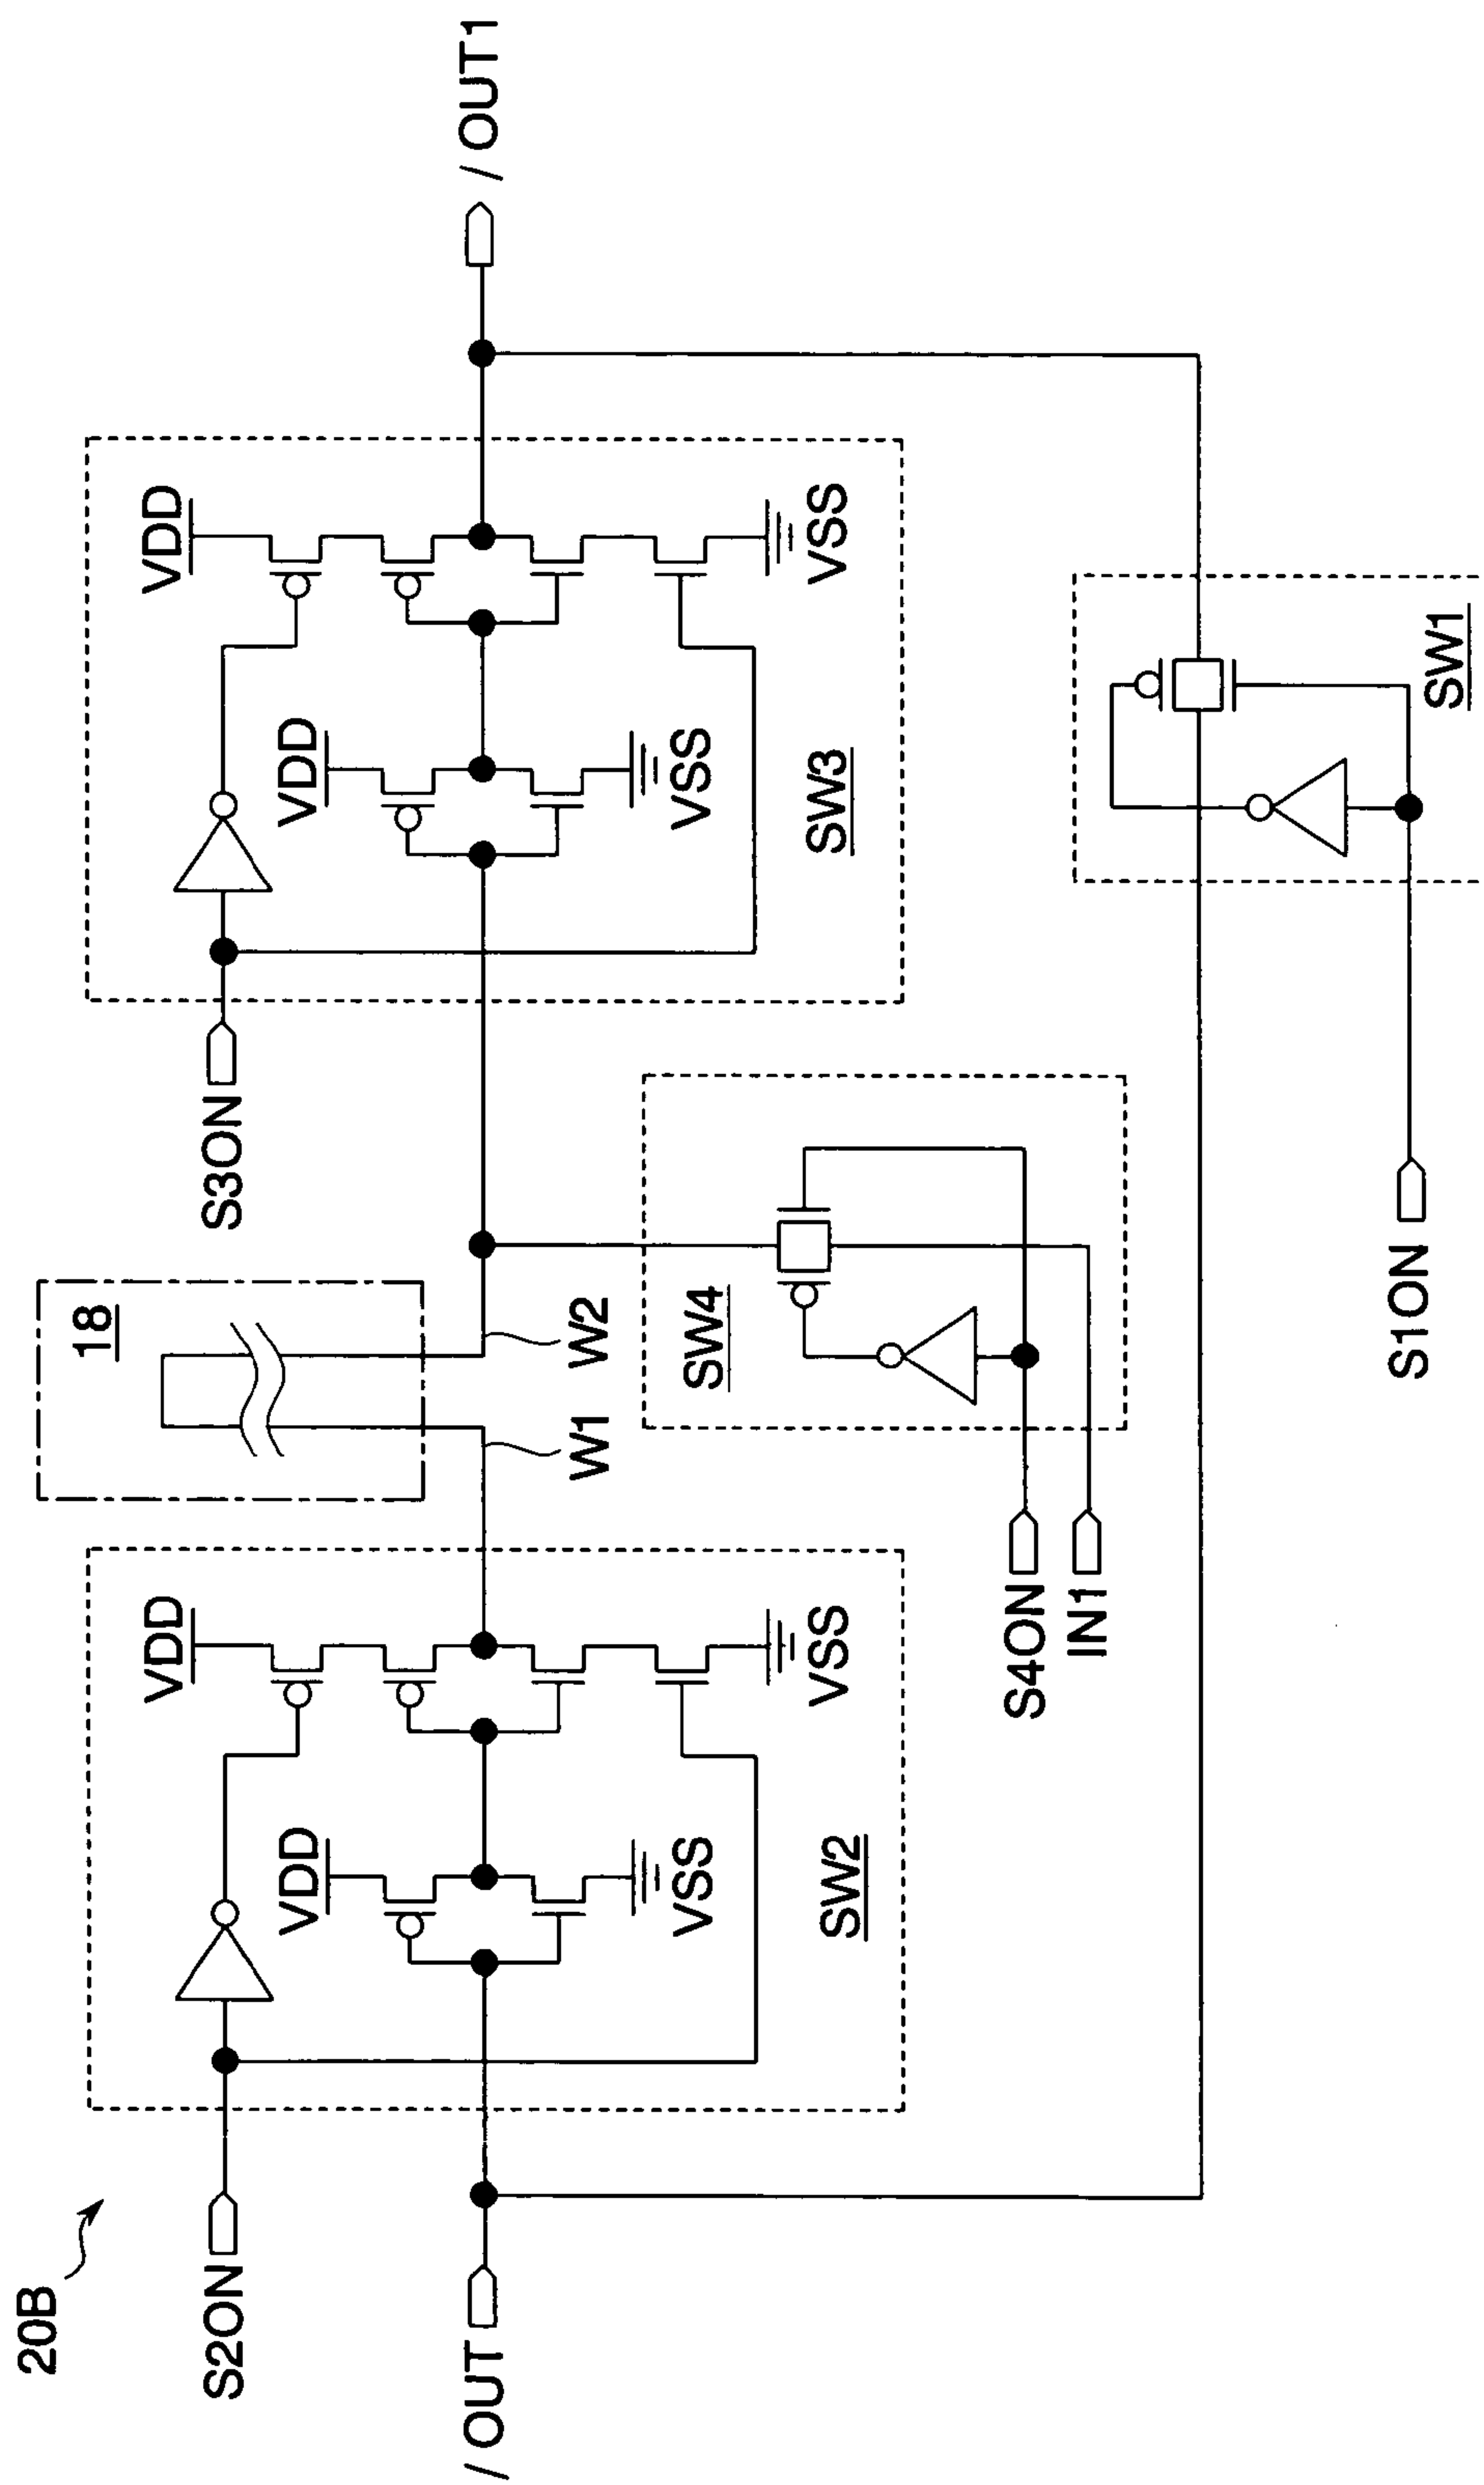 20B
S2ON
/ OUT
VDD
VDD
VSS
VSS
SW2
18
W1
W2
S4ON
IN1
SW4
S3ON
VDD
VDD
VSS
VSS
SW3
/ OUT1
S1ON
SW1